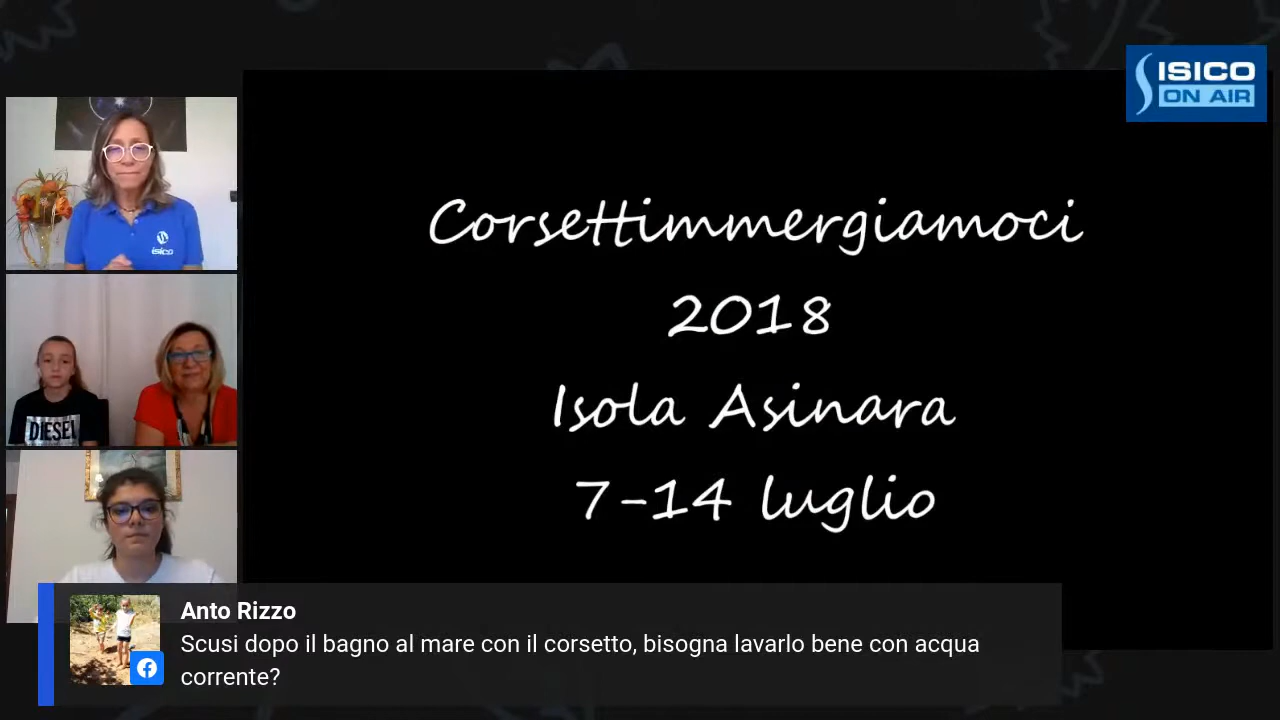 ISICO
ON AIR
Corsettimmergiamoci
2018
Isola Asinara
7-14 luglio
isico
DIESEL
Anto Rizzo
Scusi dopo il bagno al mare con il corsetto, bisogna lavarlo bene con acqua
corrente?